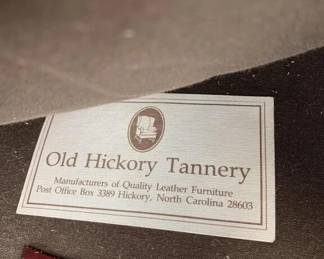 Old Hickory Tannery
Manufacturers of Quality Leather Furniture
Post Office Box 3389 Hickory, North Carolina 28603